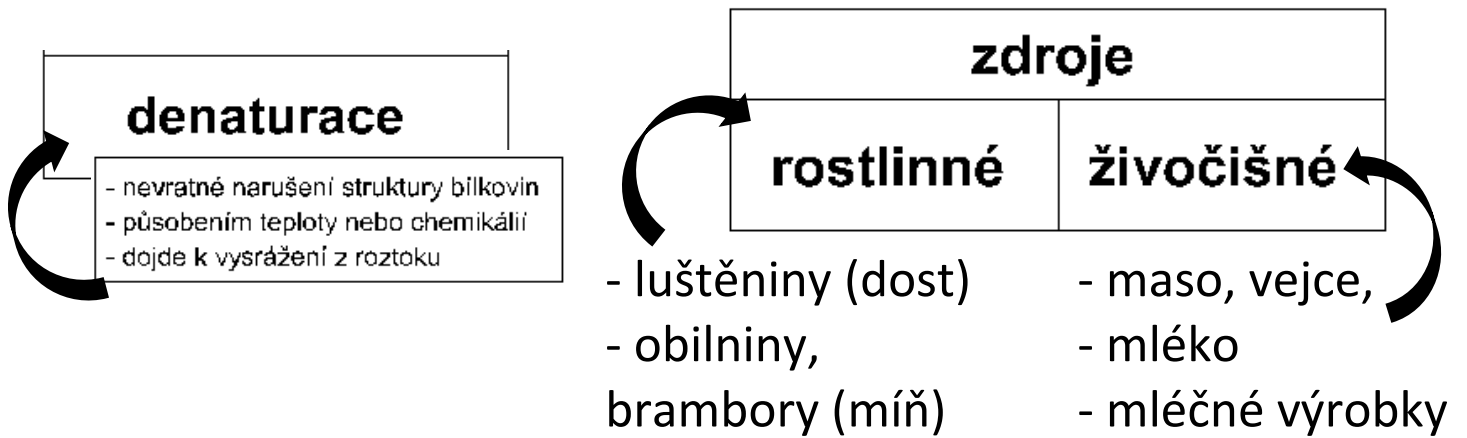 denaturace
- nevratné narušení struktury bílkovin
- působením teploty nebo chemikálií
- dojde k vysrážení z roztoku
zdroje
rostlinné
živočišné
- luštěniny (dost)
- obilniny,
brambory (míň)
- maso, vejce,
- mléko
- mléčné výrobky